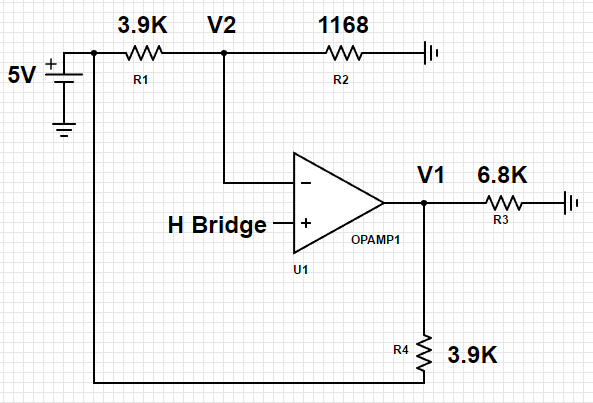 3.9K V2 1168
+
5V
R1 R2
−
V1 6.8K
H Bridge +
R3
OPAMP1
U1
R4 3.9K